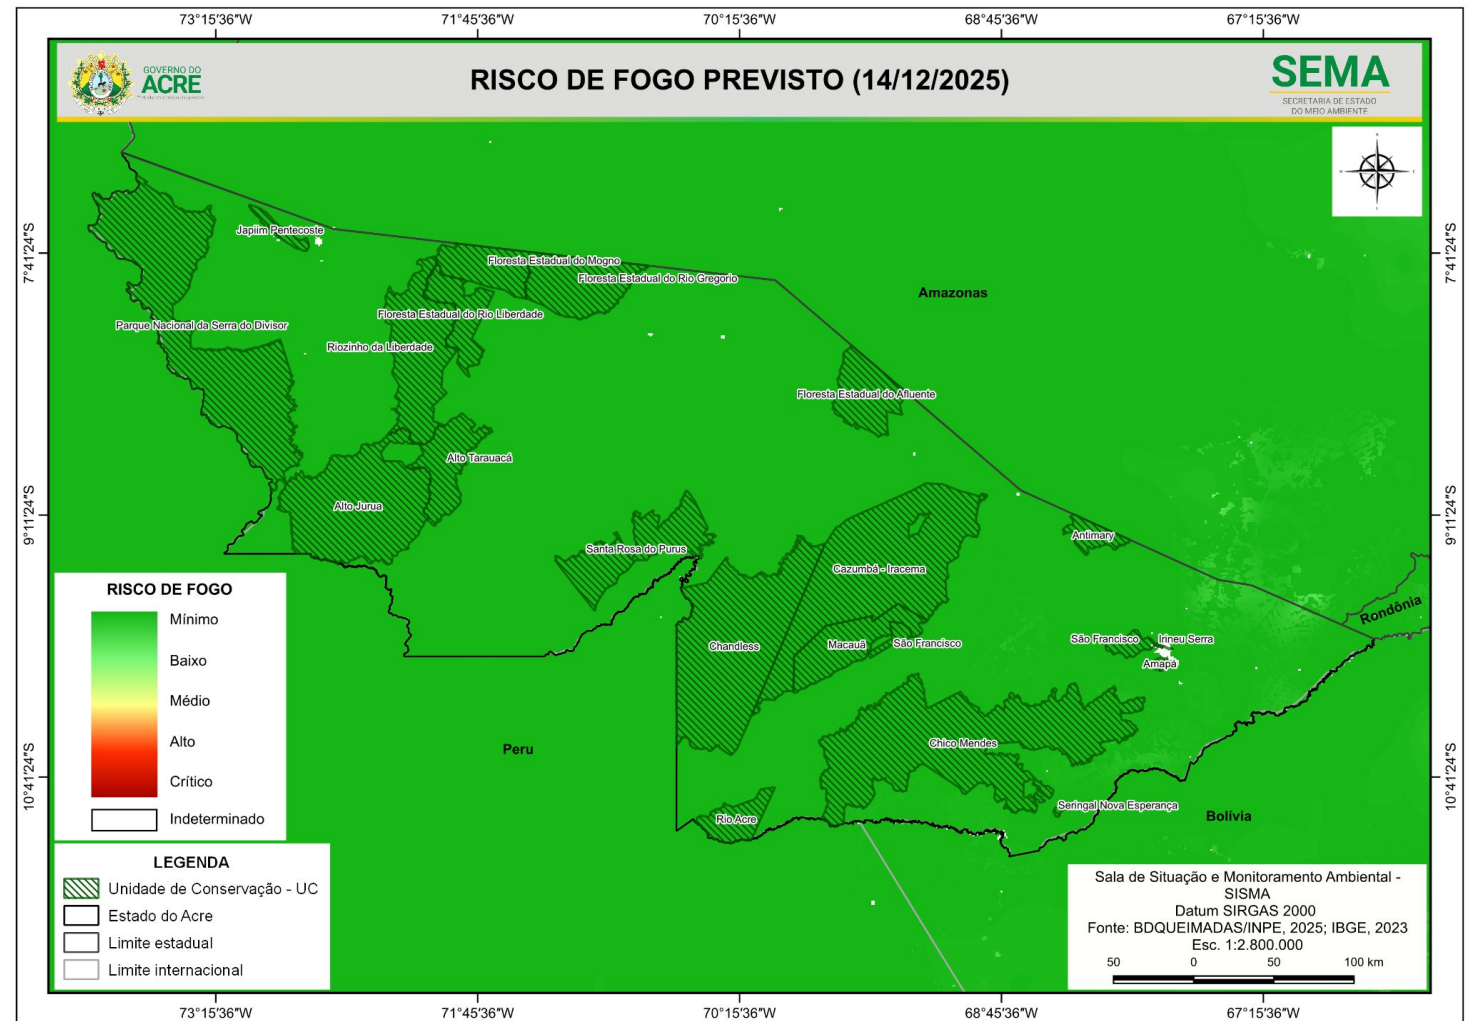 73°15'36"W 71°45'36"W 70°15'36"W 68°45'36"W 67°15'36"W
GOVERNO DO
ACRE
RISCO DE FOGO PREVISTO (14/12/2025)
SEMA
SECRETARIA DE ESTADO
DO MEIO AMBIENTE
N
7°41'24"S
7°41'24"S
9°11'24"S
9°11'24"S
10°41'24"S
10°41'24"S
Japiim Pentecoste
Floresta Estadual do Mogno
Floresta Estadual do Rio Gregorio
Amazonas
Floresta Estadual do Rio Liberdade
Parque Nacional da Serra do Divisor
Riozinho da Liberdade
Floresta Estadual do Afluente
Alto Tarauacá
Alto Jurua
Antimary
Santa Rosa do Purus
Cazumbá - Iracema
Rondônia
Chandless
Macauã
São Francisco
São Francisco
Irineu Serra
Amapá
Peru
Chico Mendes
Seringal Nova Esperança
Rio Acre
Bolívia
RISCO DE FOGO
Mínimo
Baixo
Médio
Alto
Crítico
Indeterminado
LEGENDA
Unidade de Conservação - UC
Estado do Acre
Limite estadual
Limite internacional
Sala de Situação e Monitoramento Ambiental -
SISMA
Datum SIRGAS 2000
Fonte: BDQUEIMADAS/INPE, 2025; IBGE, 2023
Esc. 1:2.800.000
50 0 50 100 km
73°15'36"W 71°45'36"W 70°15'36"W 68°45'36"W 67°15'36"W